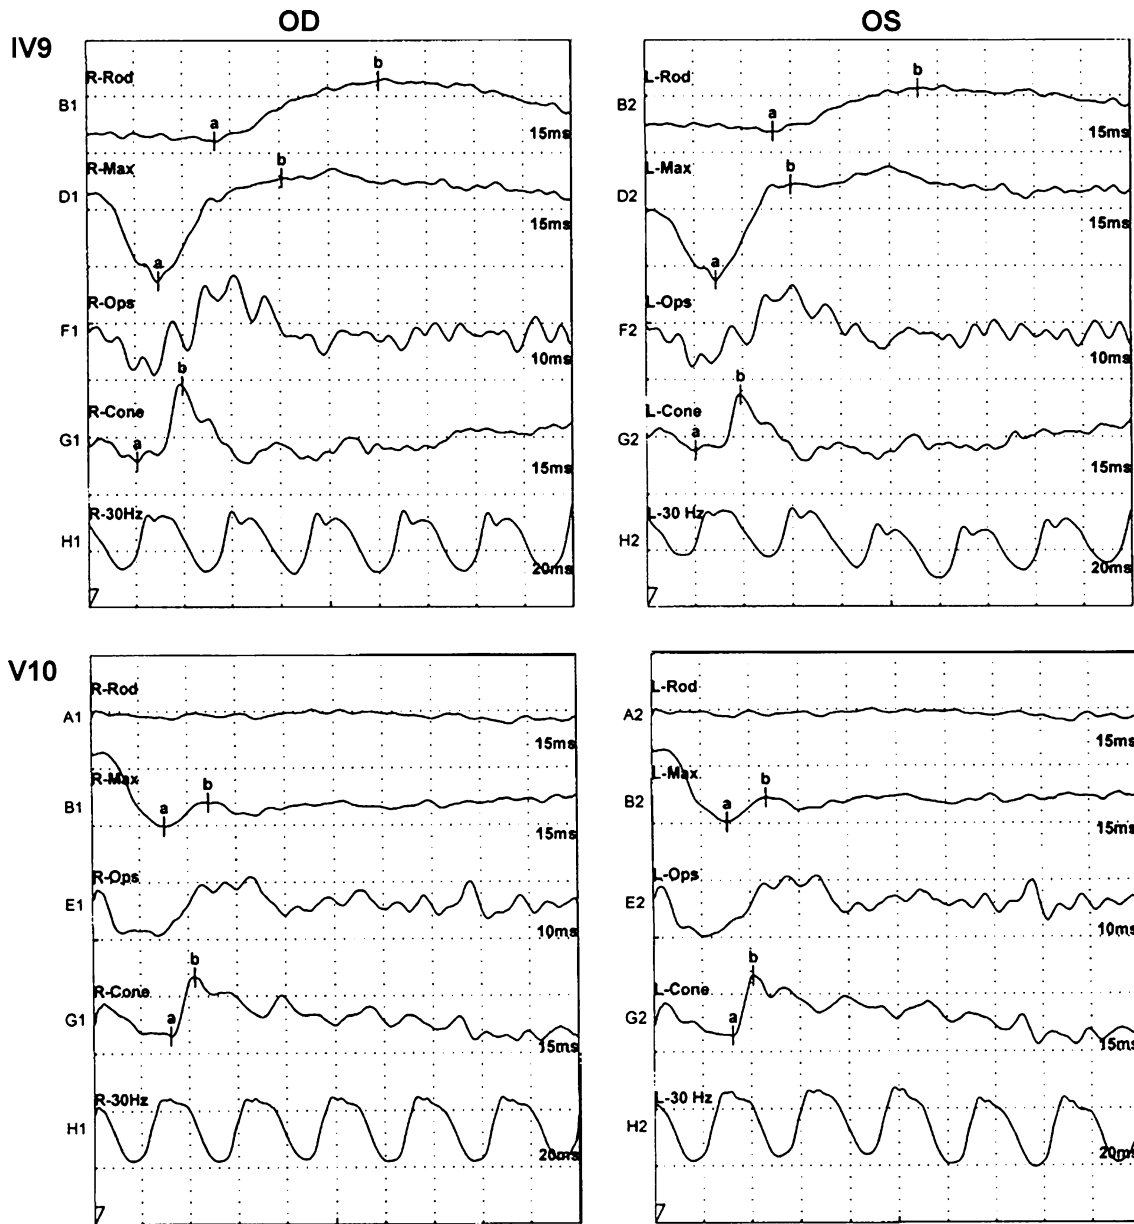 OD OS
IV9
R-Rod
b
B1
a
15ms
R-Max
b
D1
15ms
a
R-Ops
F1
10ms
b
R-Cone
G1
a
15ms
R-30Hz
H1
20ms
L-Rod
b
B2
a
15ms
L-Max
b
D2
15ms
a
L-Ops
F2
10ms
b
L-Cone
G2
a
15ms
L-30 Hz
H2
20ms
V10
R-Rod
A1
15ms
R-Max
b
B1
a
15ms
R-Ops
E1
10ms
b
R-Cone
G1
a
15ms
R-30Hz
H1
20ms
L-Rod
A2
15ms
L-Max
b
B2
a
15ms
L-Ops
E2
10ms
b
L-Cone
G2
a
15ms
L-30 Hz
H2
20ms